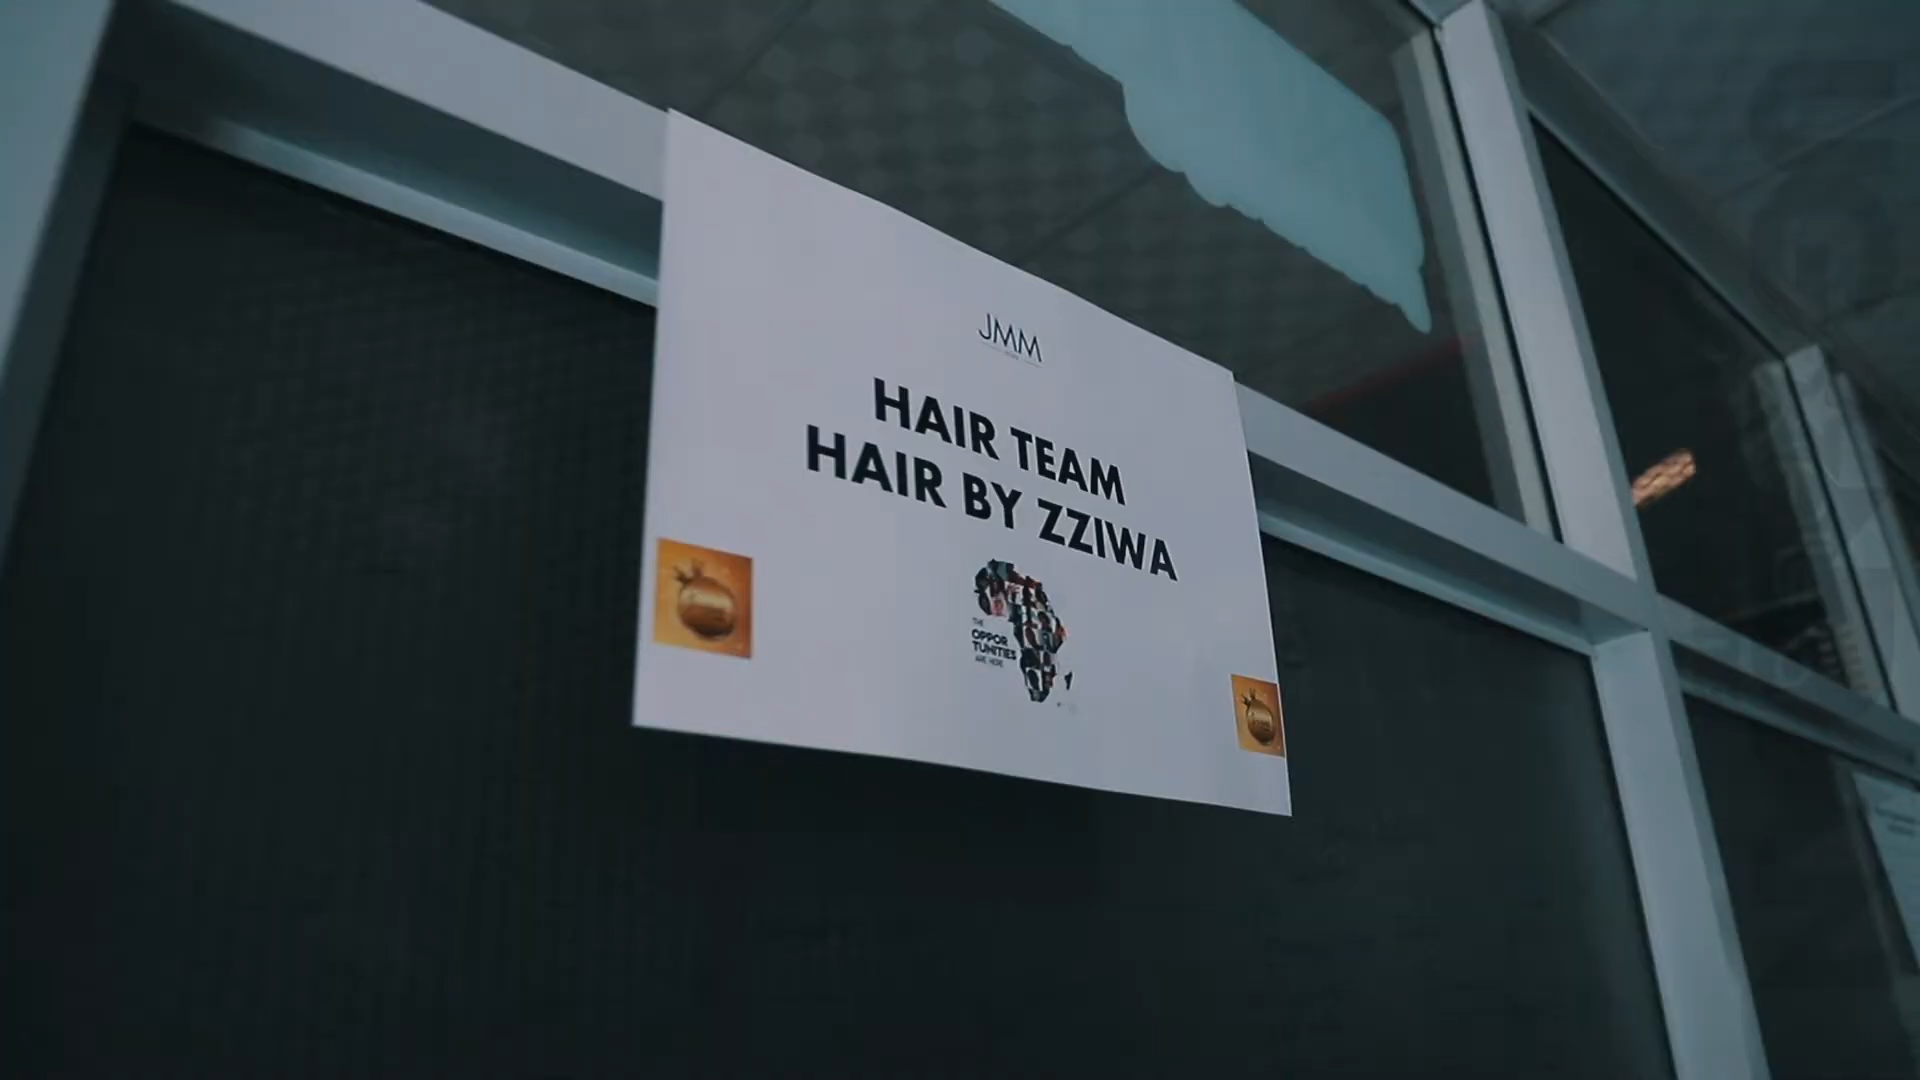 JMM
HAIR TEAM
HAIR BY ZZIWA
THE
OPPOR
TUNITIES
ARE HERE